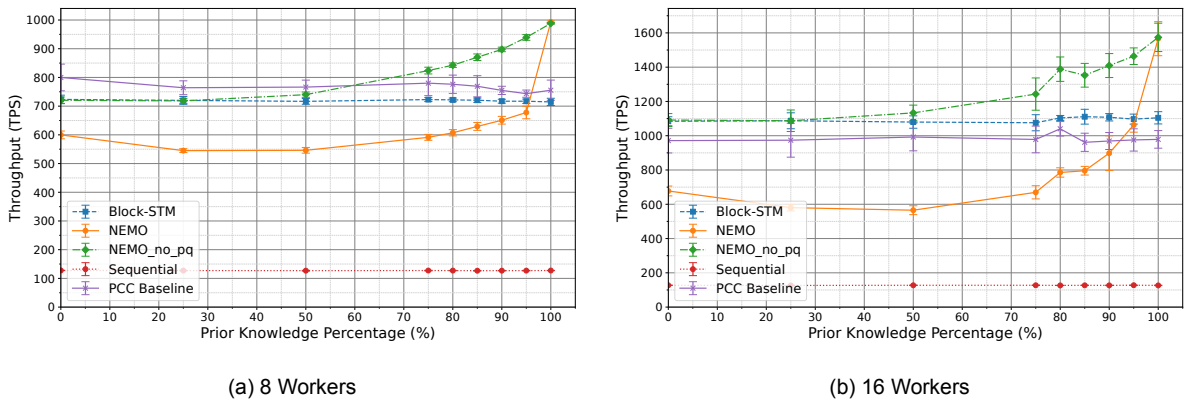 1000
900
800
700
600
500
400
300
200
100
0
Throughput (TPS)
Block-STM
NEMO
NEMO_no_pq
Sequential
PCC Baseline
0 10 20 30 40 50 60 70 80 90 100
Prior Knowledge Percentage (%)
(a) 8 Workers
1600
1400
1200
1000
800
600
400
200
0
Throughput (TPS)
Block-STM
NEMO
NEMO_no_pq
Sequential
PCC Baseline
0 10 20 30 40 50 60 70 80 90 100
Prior Knowledge Percentage (%)
(b) 16 Workers